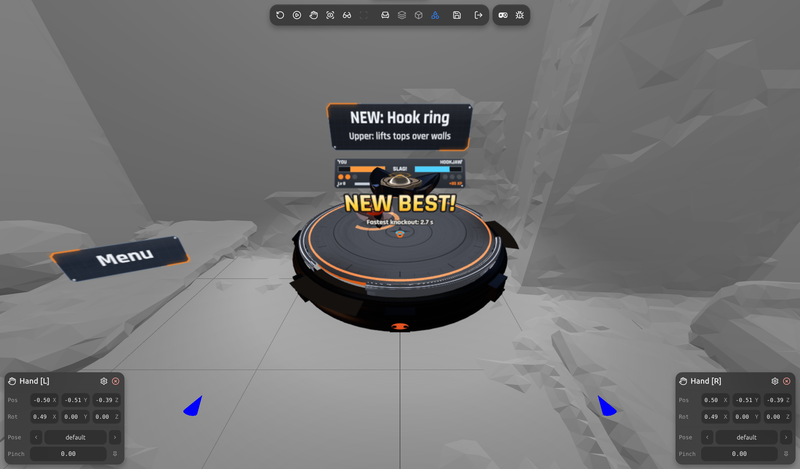 NEW: Hook ring
Upper: lifts tops over walls
YOU
SLAG!
HOOKJAW
NEW BEST!
Fastest knockout: 2.7 s
Menu
Hand [L]
Pos -0.50 X -0.51 Y -0.39 Z
Rot 0.49 X 0.00 Y 0.00 Z
Pose default
Pinch 0.00
Hand [R]
Pos 0.50 X -0.51 Y -0.39 Z
Rot 0.49 X 0.00 Y 0.00 Z
Pose default
Pinch 0.00